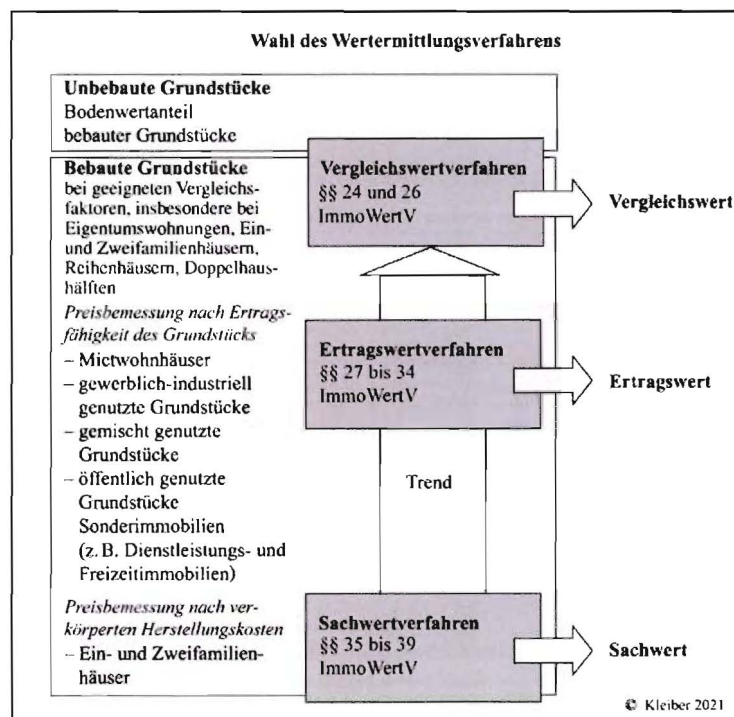 Wahl des Wertermittlungsverfahrens
Unbebaute Grundstücke
Bodenwertanteil
bebauter Grundstücke
Bebaute Grundstücke
bei geeigneten Vergleichs-
faktoren, insbesondere bei
Eigentumswohnungen, Ein-
und Zweifamilienhäusern,
Reihenhäusern, Doppelhaus-
hälften
Vergleichswertverfahren
§§ 24 und 26
ImmoWertV
Vergleichswert
Preisbemessung nach Ertrags-
fähigkeit des Grundstücks
– Mietwohnhäuser
– gewerblich-industriell
genutzte Grundstücke
– gemischt genutzte
Grundstücke
– öffentlich genutzte
Grundstücke
Sonderimmobilien
(z. B. Dienstleistungs- und
Freizeitimmobilien)
Ertragswertverfahren
§§ 27 bis 34
ImmoWertV
Ertragswert
Trend
Preisbemessung nach ver-
körperten Herstellungskosten
– Ein- und Zweifamilien-
häuser
Sachwertverfahren
§§ 35 bis 39
ImmoWertV
Sachwert
© Kleiber 2021